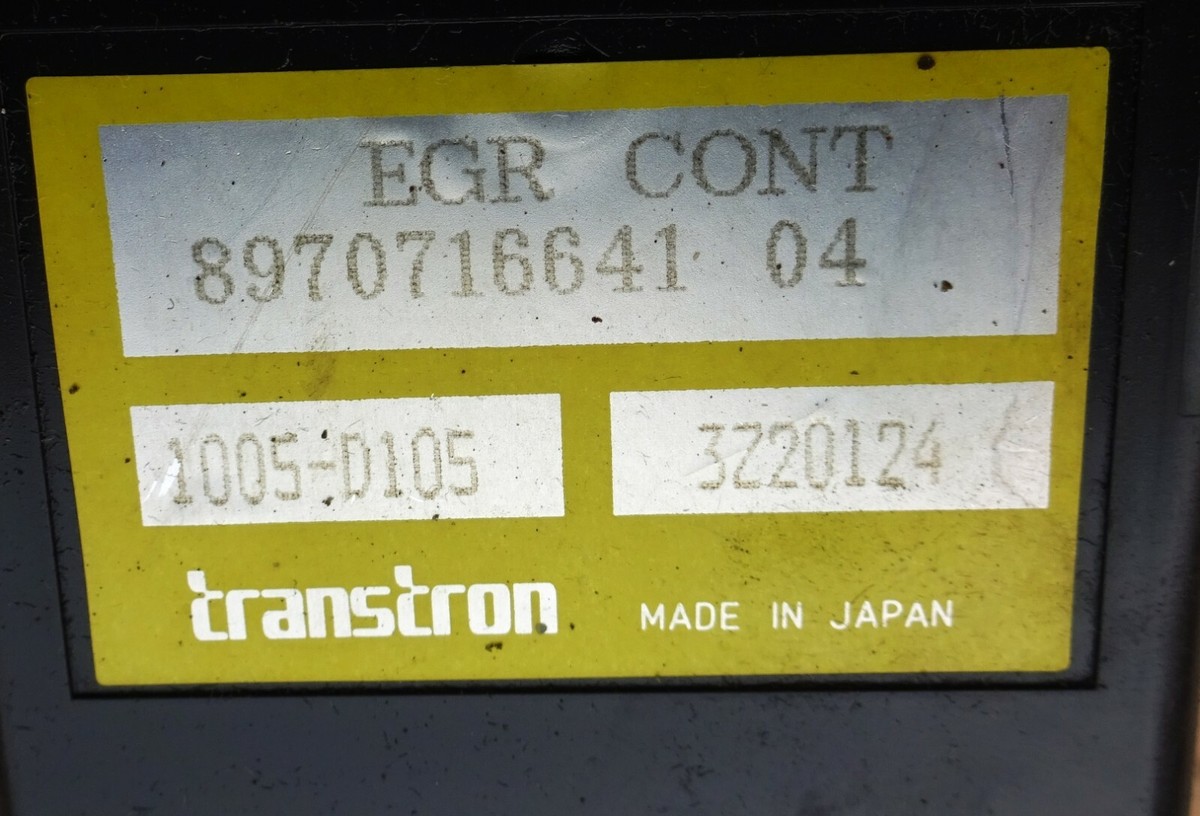 EGR CONT
8970716641 04
1005-D105
3Z20124
transtron
MADE IN JAPAN